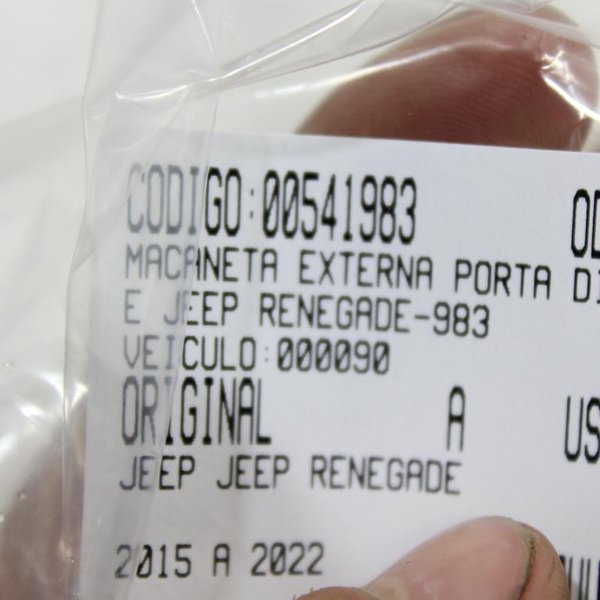 CODIGO:00541983
MACANETA EXTERNA PORTA
E JEEP RENEGADE-983
VEICULO:000090
ORIGINAL A
JEEP JEEP RENEGADE
2015 A 2022